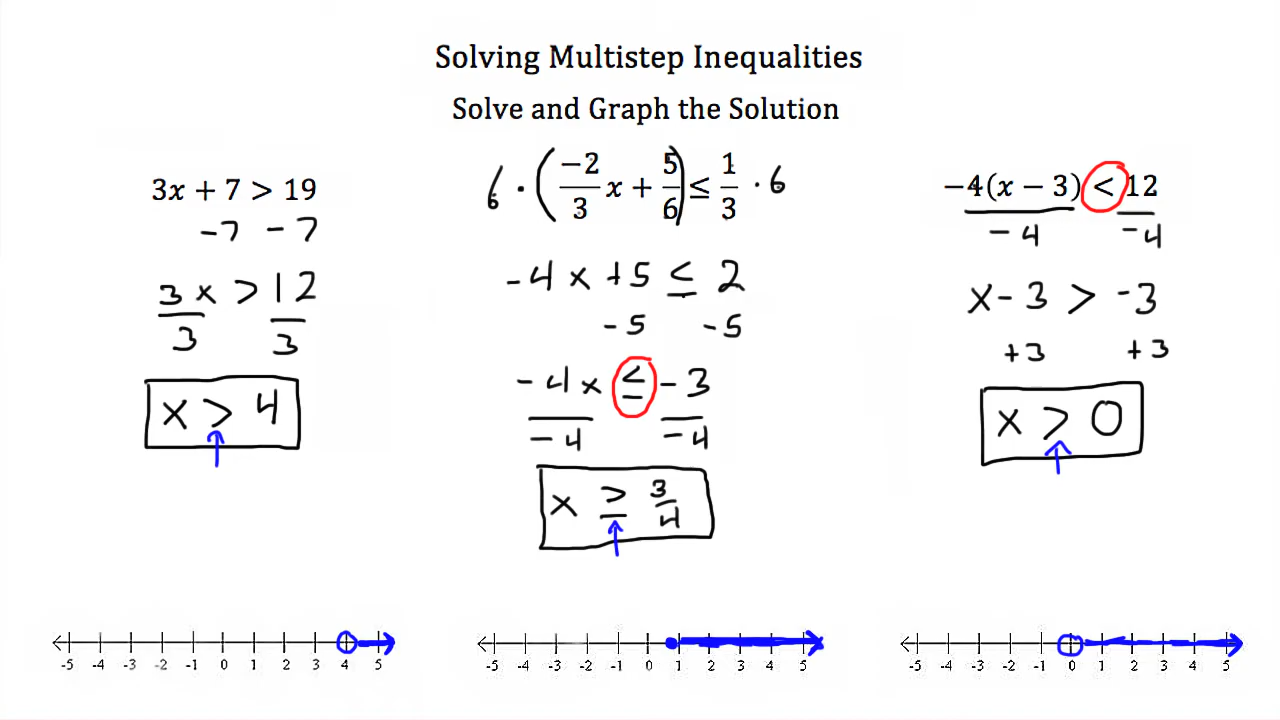 Solving Multistep Inequalities
Solve and Graph the Solution
3x + 7 > 19
-7 -7
3x > 12
3 3
x > 4
-5 -4 -3 -2 -1 0 1 2 3 4 5
6 · (-2/3 x + 5/6) ≤ 1/3 · 6
-4x + 5 ≤ 2
-5 -5
-4x ≤ -3
-4 -4
x ≥ 3/4
-5 -4 -3 -2 -1 0 1 2 3 4 5
-4(x - 3) < 12
-4 -4
x - 3 > -3
+3 +3
x > 0
-5 -4 -3 -2 -1 0 1 2 3 4 5